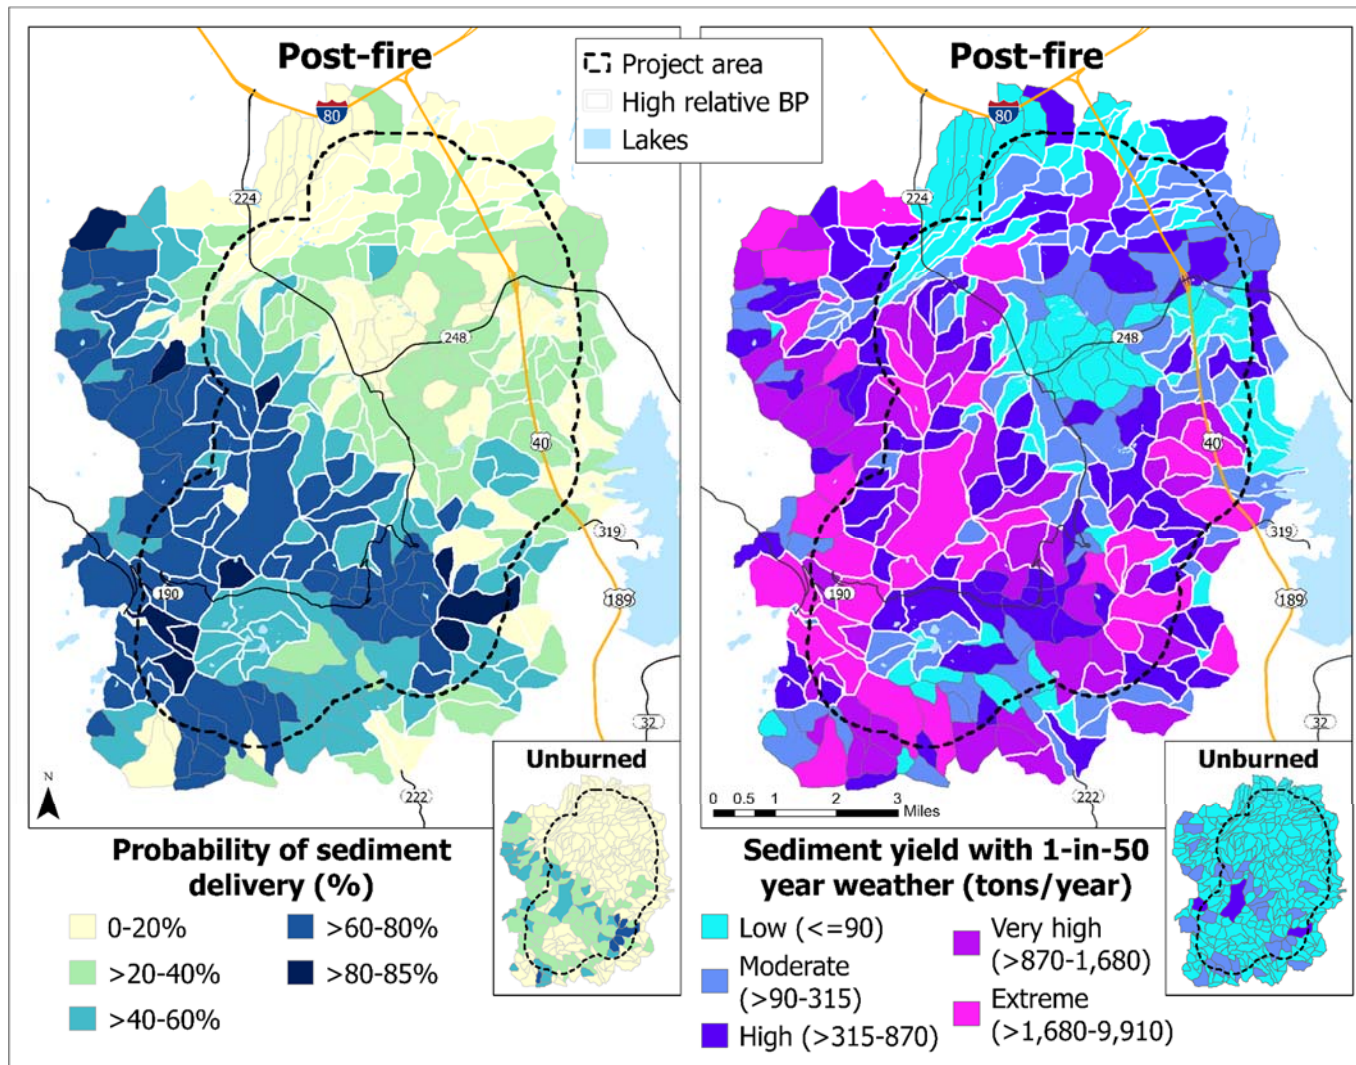 Post-fire
Project area
High relative BP
Lakes
Post-fire
80
80
224
224
248
248
40
40
319
319
190
190
189
189
32
32
222
222
N
0 0.5 1 2 3
Miles
Unburned
Unburned
Probability of sediment
delivery (%)
0-20%
>20-40%
>40-60%
>60-80%
>80-85%
Sediment yield with 1-in-50
year weather (tons/year)
Low (<=90)
Moderate
(>90-315)
High (>315-870)
Very high
(>870-1,680)
Extreme
(>1,680-9,910)